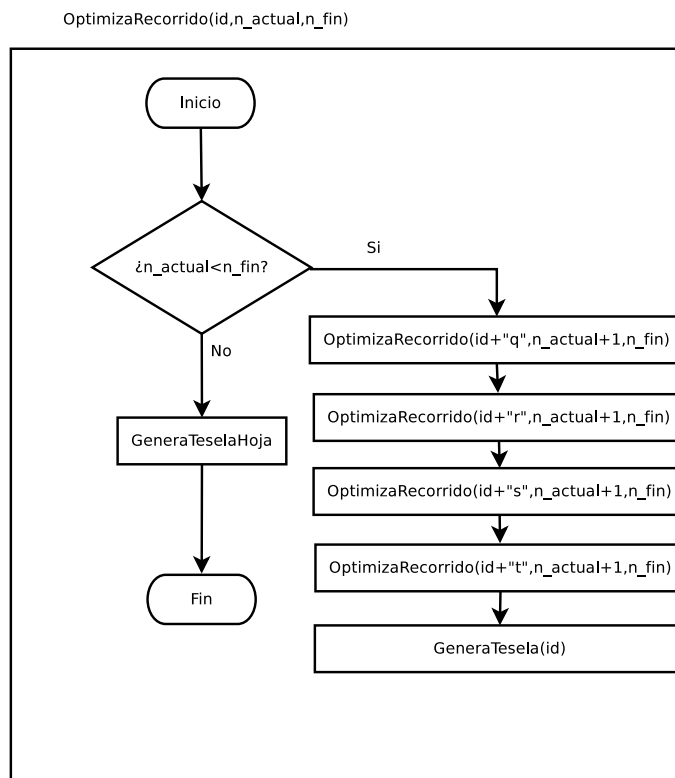 OptimizaRecorrido(id,n_actual,n_fin)
Inicio
¿n_actual<n_fin?
Si
No
OptimizaRecorrido(id+"q",n_actual+1,n_fin)
OptimizaRecorrido(id+"r",n_actual+1,n_fin)
GeneraTeselaHoja
OptimizaRecorrido(id+"s",n_actual+1,n_fin)
OptimizaRecorrido(id+"t",n_actual+1,n_fin)
Fin
GeneraTesela(id)